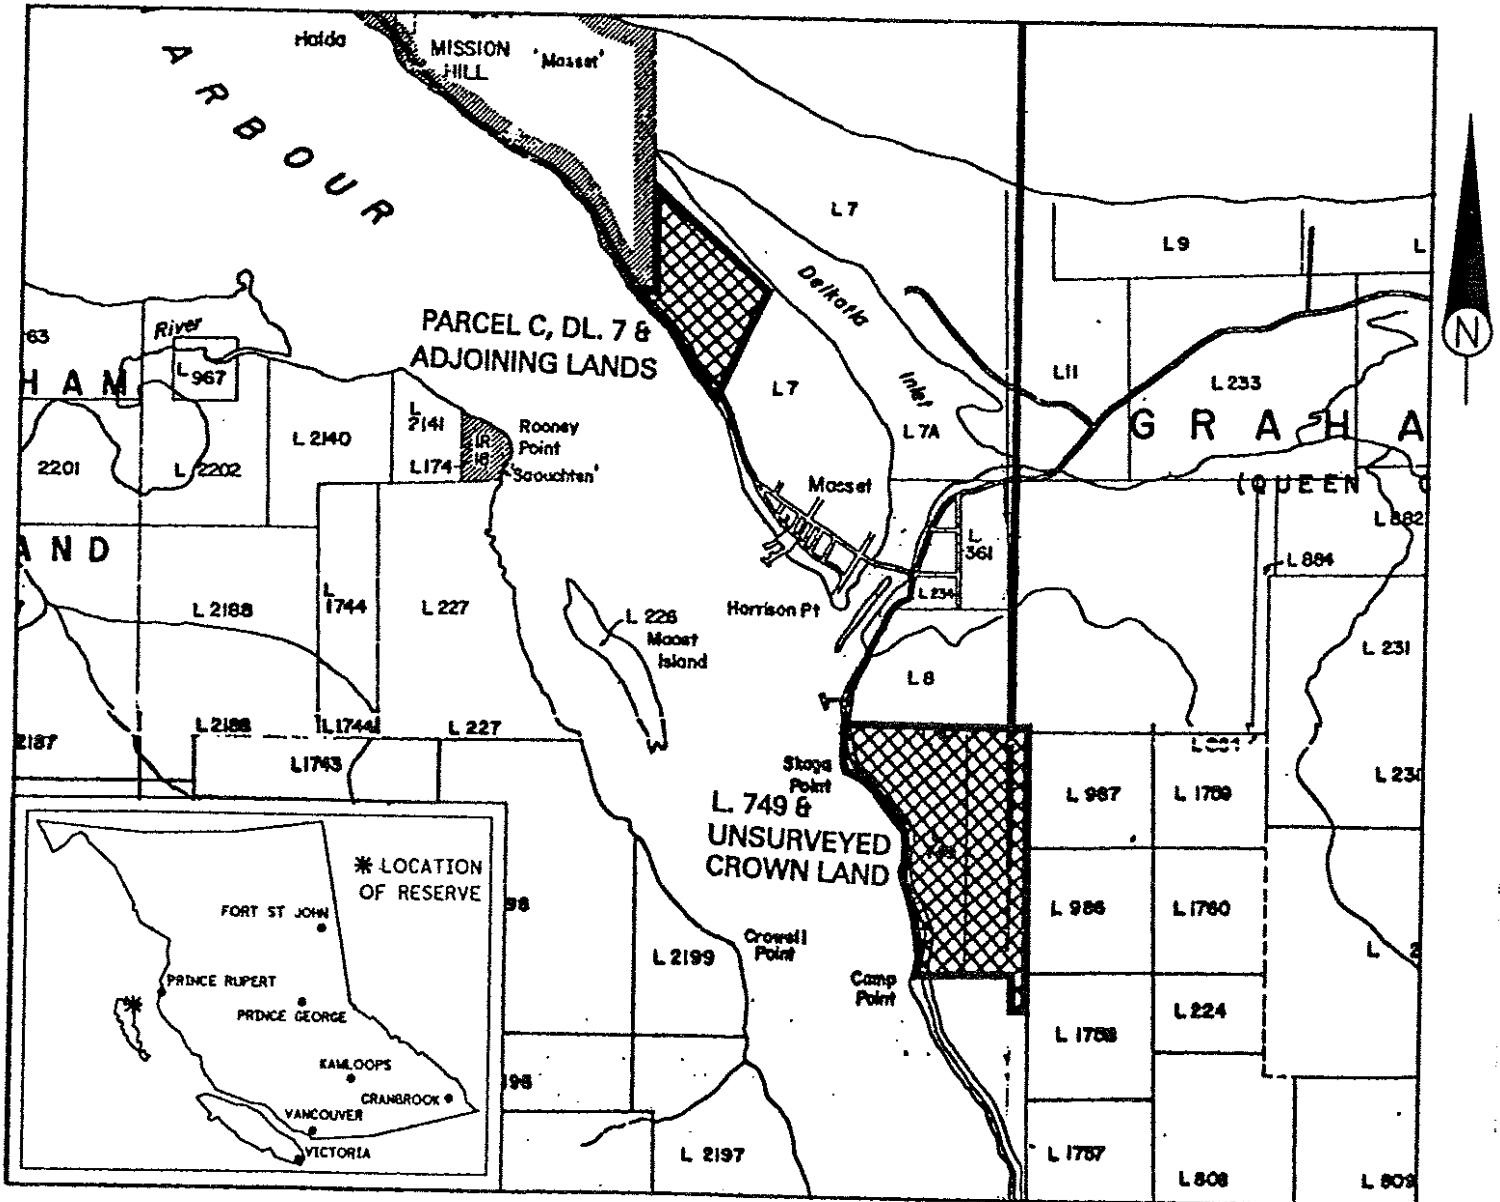 Haida
MISSION
HILL
'Masset'
ARBOUR
L 7
L 9
L
Delkatla
Inlet
N
63
River
L 967
HAM
PARCEL C, DL. 7 &
ADJOINING LANDS
L 7
L 11
L 233
GRAHA
L 7A
(QUEEN C
L 2140
L
2141
L 174
IR
18
Rooney
Point
'Saouchten'
2201
L 2202
Masset
L
361
L 882
L 884
AND
L 2188
L
1744
L 227
L 226
Maast
Island
Harrison Pt
L 234
L 231
L 8
2187
L 2188
L 1744
L 227
L 1743
Skaga
Point
L. 749 &
UNSURVEYED
CROWN LAND
L 987
L 1759
L 986
L 1760
LOCATION
OF RESERVE
FORT ST JOHN
PRINCE RUPERT
PRINCE GEORGE
KAMLOOPS
CRANBROOK
VANCOUVER
VICTORIA
98
L 2199
Crowell
Point
Camp
Point
L 2
L 1758
L 224
196
L 2197
L 1757
L 808
L 809